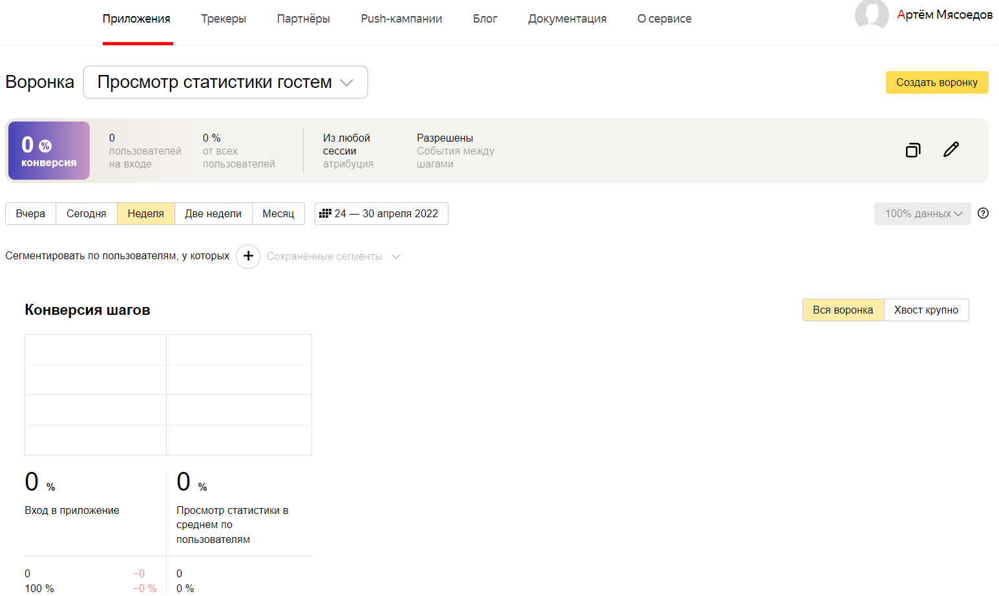 Приложения Трекеры Партнёры Push-кампании Блог Документация О сервисе Артём Мясоедов
Воронка Просмотр статистики гостем Создать воронку
0 %
конверсия
0
пользователей
на входе
0 %
от всех
пользователей
Из любой
сессии
атрибуция
Разрешены
События между
шагами
Вчера Сегодня Неделя Две недели Месяц 24 — 30 апреля 2022 100% данных ?
Сегментировать по пользователям, у которых + Сохранённые сегменты
Конверсия шагов Вся воронка Хвост крупно
0 %
Вход в приложение
0 %
Просмотр статистики в
среднем по
пользователям
0 −0
100 % −0 %
0
0 %